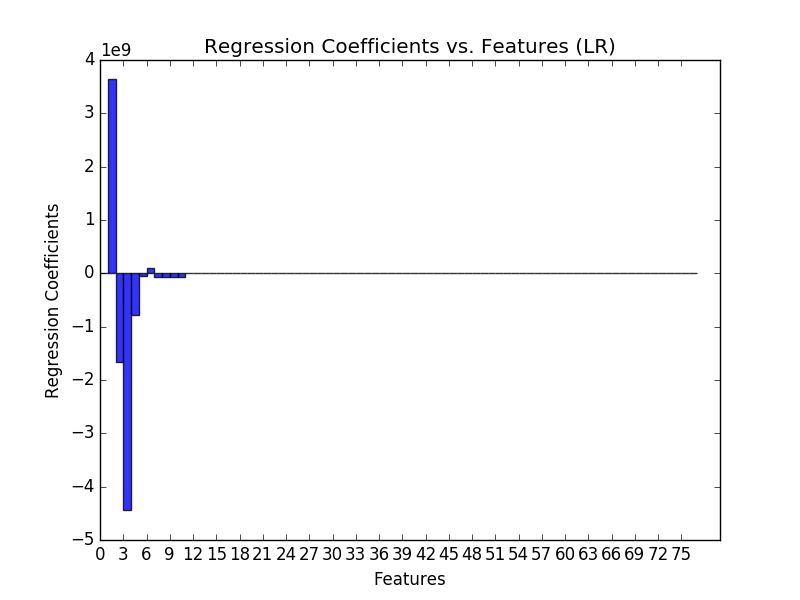 Regression Coefficients vs. Features (LR)
1e9
4
3
2
1
0
−1
−2
−3
−4
−5
Regression Coefficients
0 3 6 9 12 15 18 21 24 27 30 33 36 39 42 45 48 51 54 57 60 63 66 69 72 75
Features